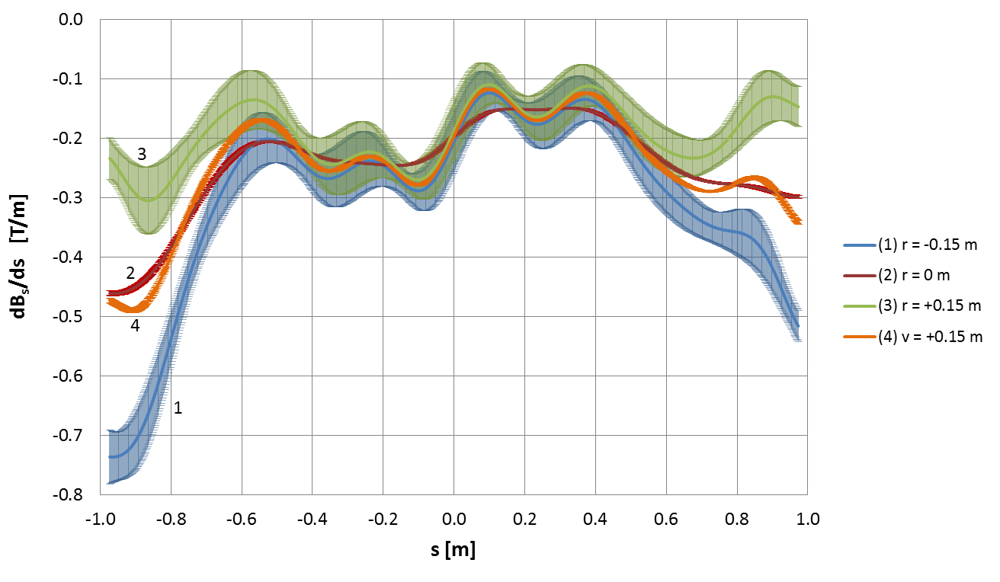 0.0
-0.1
-0.2
-0.3
-0.4
-0.5
-0.6
-0.7
-0.8
dBs/ds [T/m]
3
2
4
1
-1.0 -0.8 -0.6 -0.4 -0.2 0.0 0.2 0.4 0.6 0.8 1.0
s [m]
(1) r = -0.15 m
(2) r = 0 m
(3) r = +0.15 m
(4) v = +0.15 m